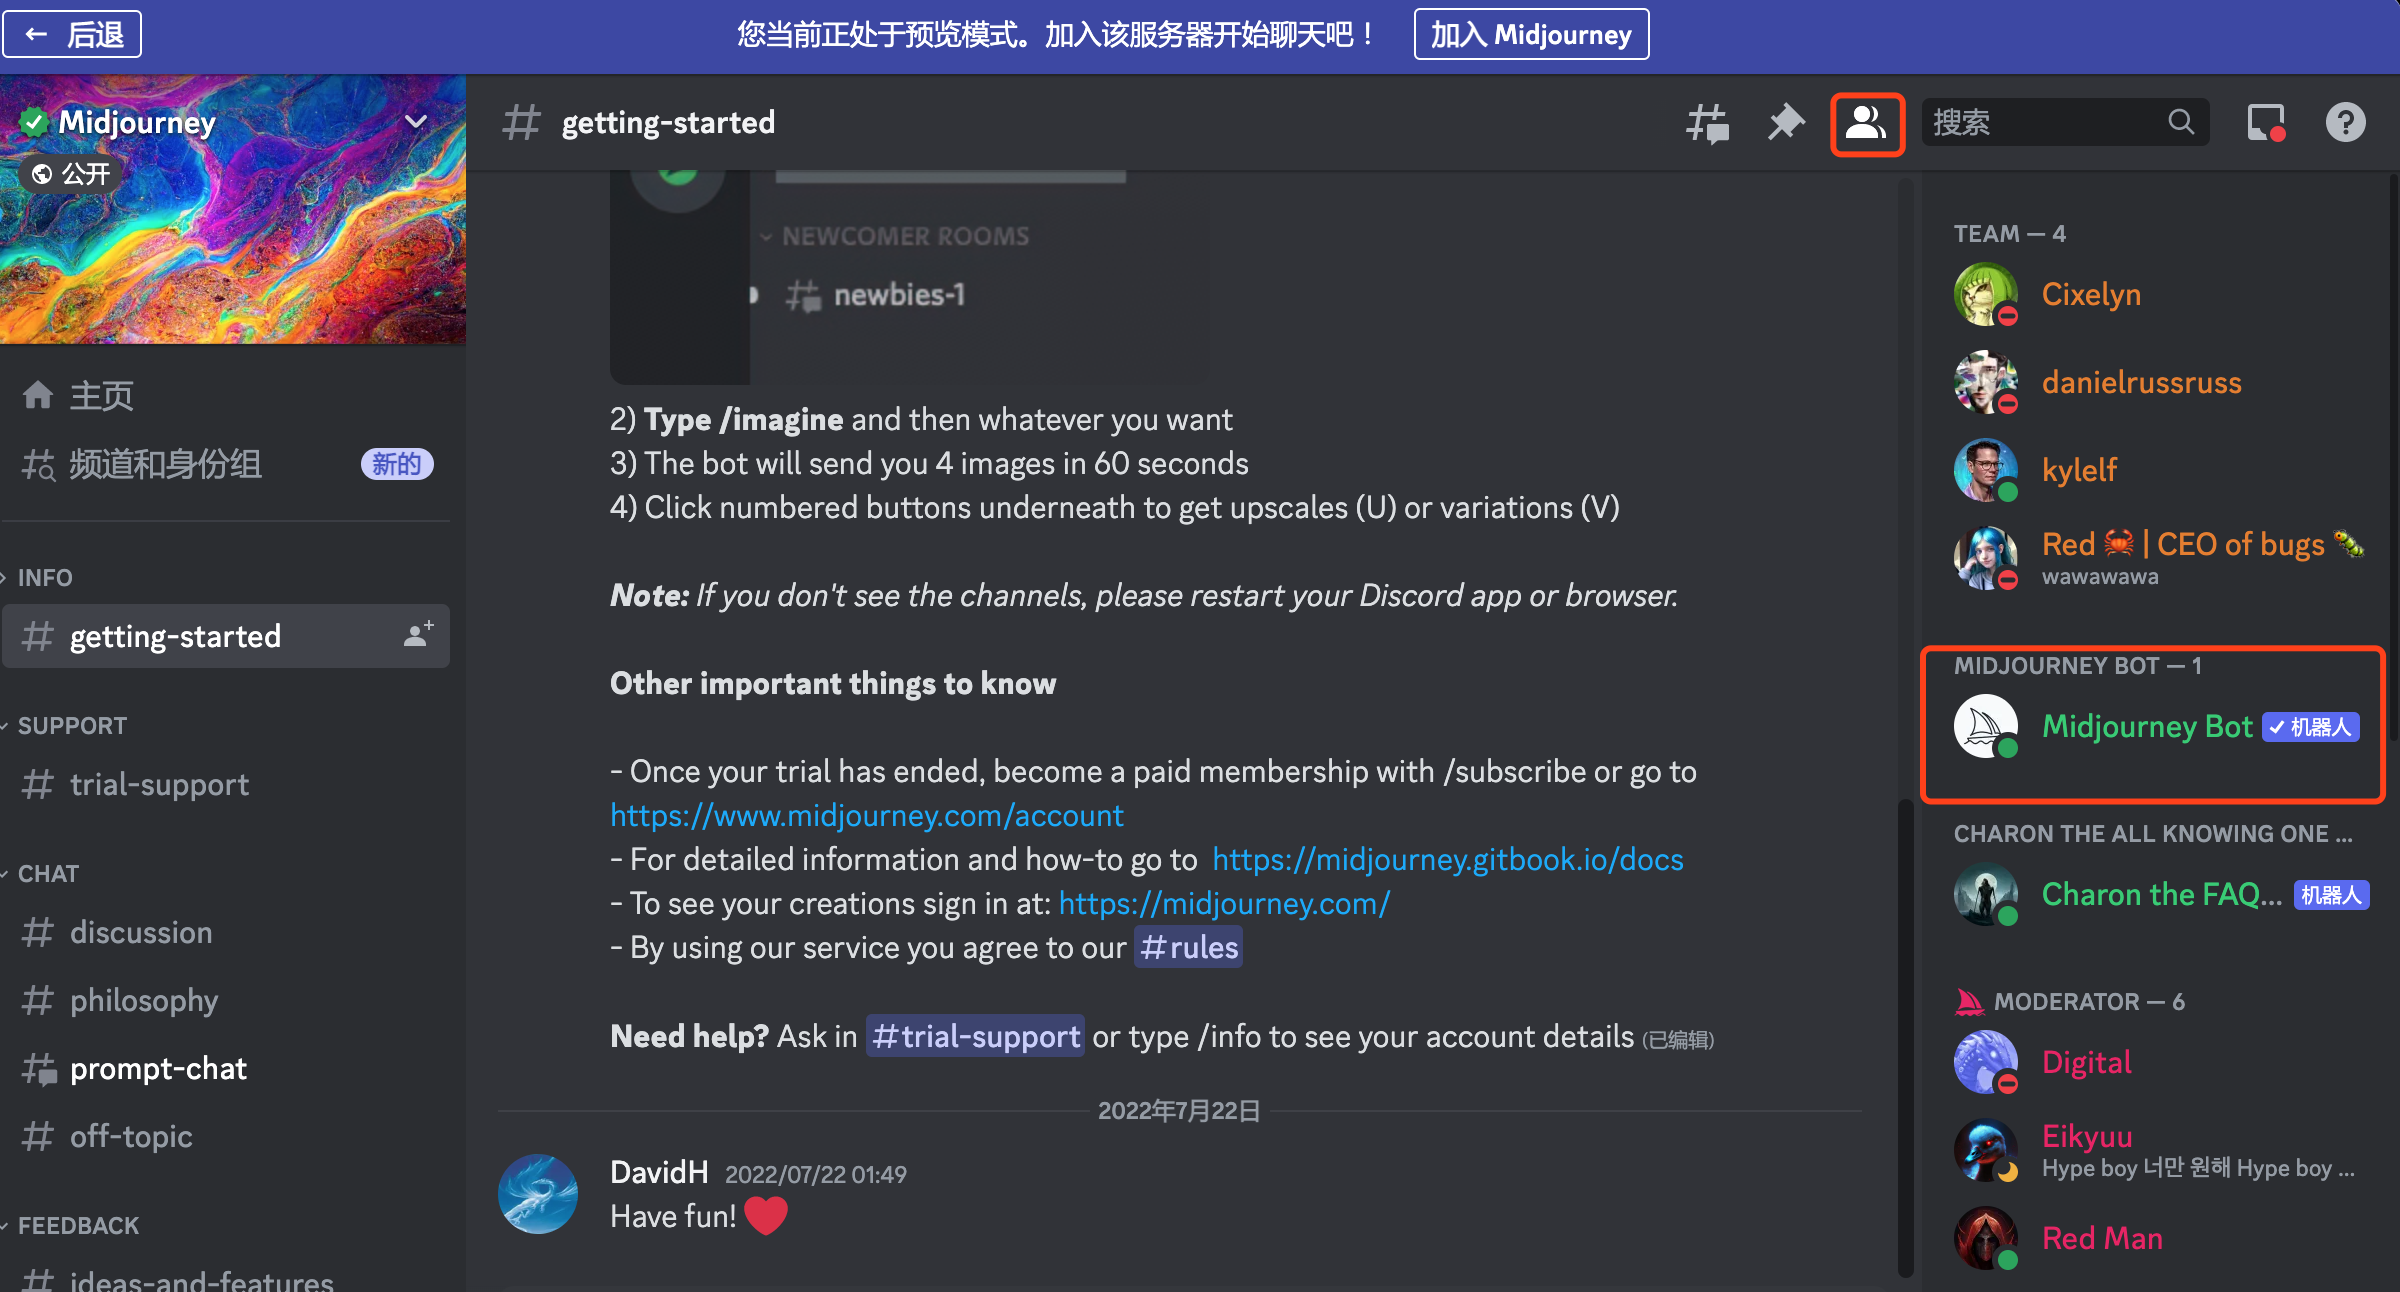 ← 后退
您当前正处于预览模式。加入该服务器开始聊天吧！
加入 Midjourney
Midjourney
公开
主页
频道和身份组
新的
INFO
getting-started
SUPPORT
trial-support
CHAT
discussion
philosophy
prompt-chat
off-topic
FEEDBACK
ideas-and-features
getting-started
搜索
NEWCOMER ROOMS
newbies-1
2) Type /imagine and then whatever you want
3) The bot will send you 4 images in 60 seconds
4) Click numbered buttons underneath to get upscales (U) or variations (V)
Note: If you don't see the channels, please restart your Discord app or browser.
Other important things to know
- Once your trial has ended, become a paid membership with /subscribe or go to
https://www.midjourney.com/account
- For detailed information and how-to go to https://midjourney.gitbook.io/docs
- To see your creations sign in at: https://midjourney.com/
- By using our service you agree to our #rules
Need help? Ask in #trial-support or type /info to see your account details (已编辑)
2022年7月22日
DavidH 2022/07/22 01:49
Have fun! ❤️
TEAM — 4
Cixelyn
danielrussruss
kylelf
Red 🦀 | CEO of bugs 🐛
wawawawa
MIDJOURNEY BOT — 1
Midjourney Bot ✓ 机器人
CHARON THE ALL KNOWING ONE ...
Charon the FAQ... 机器人
MODERATOR — 6
Digital
Eikyuu
Hype boy 너만 원해 Hype boy ...
Red Man